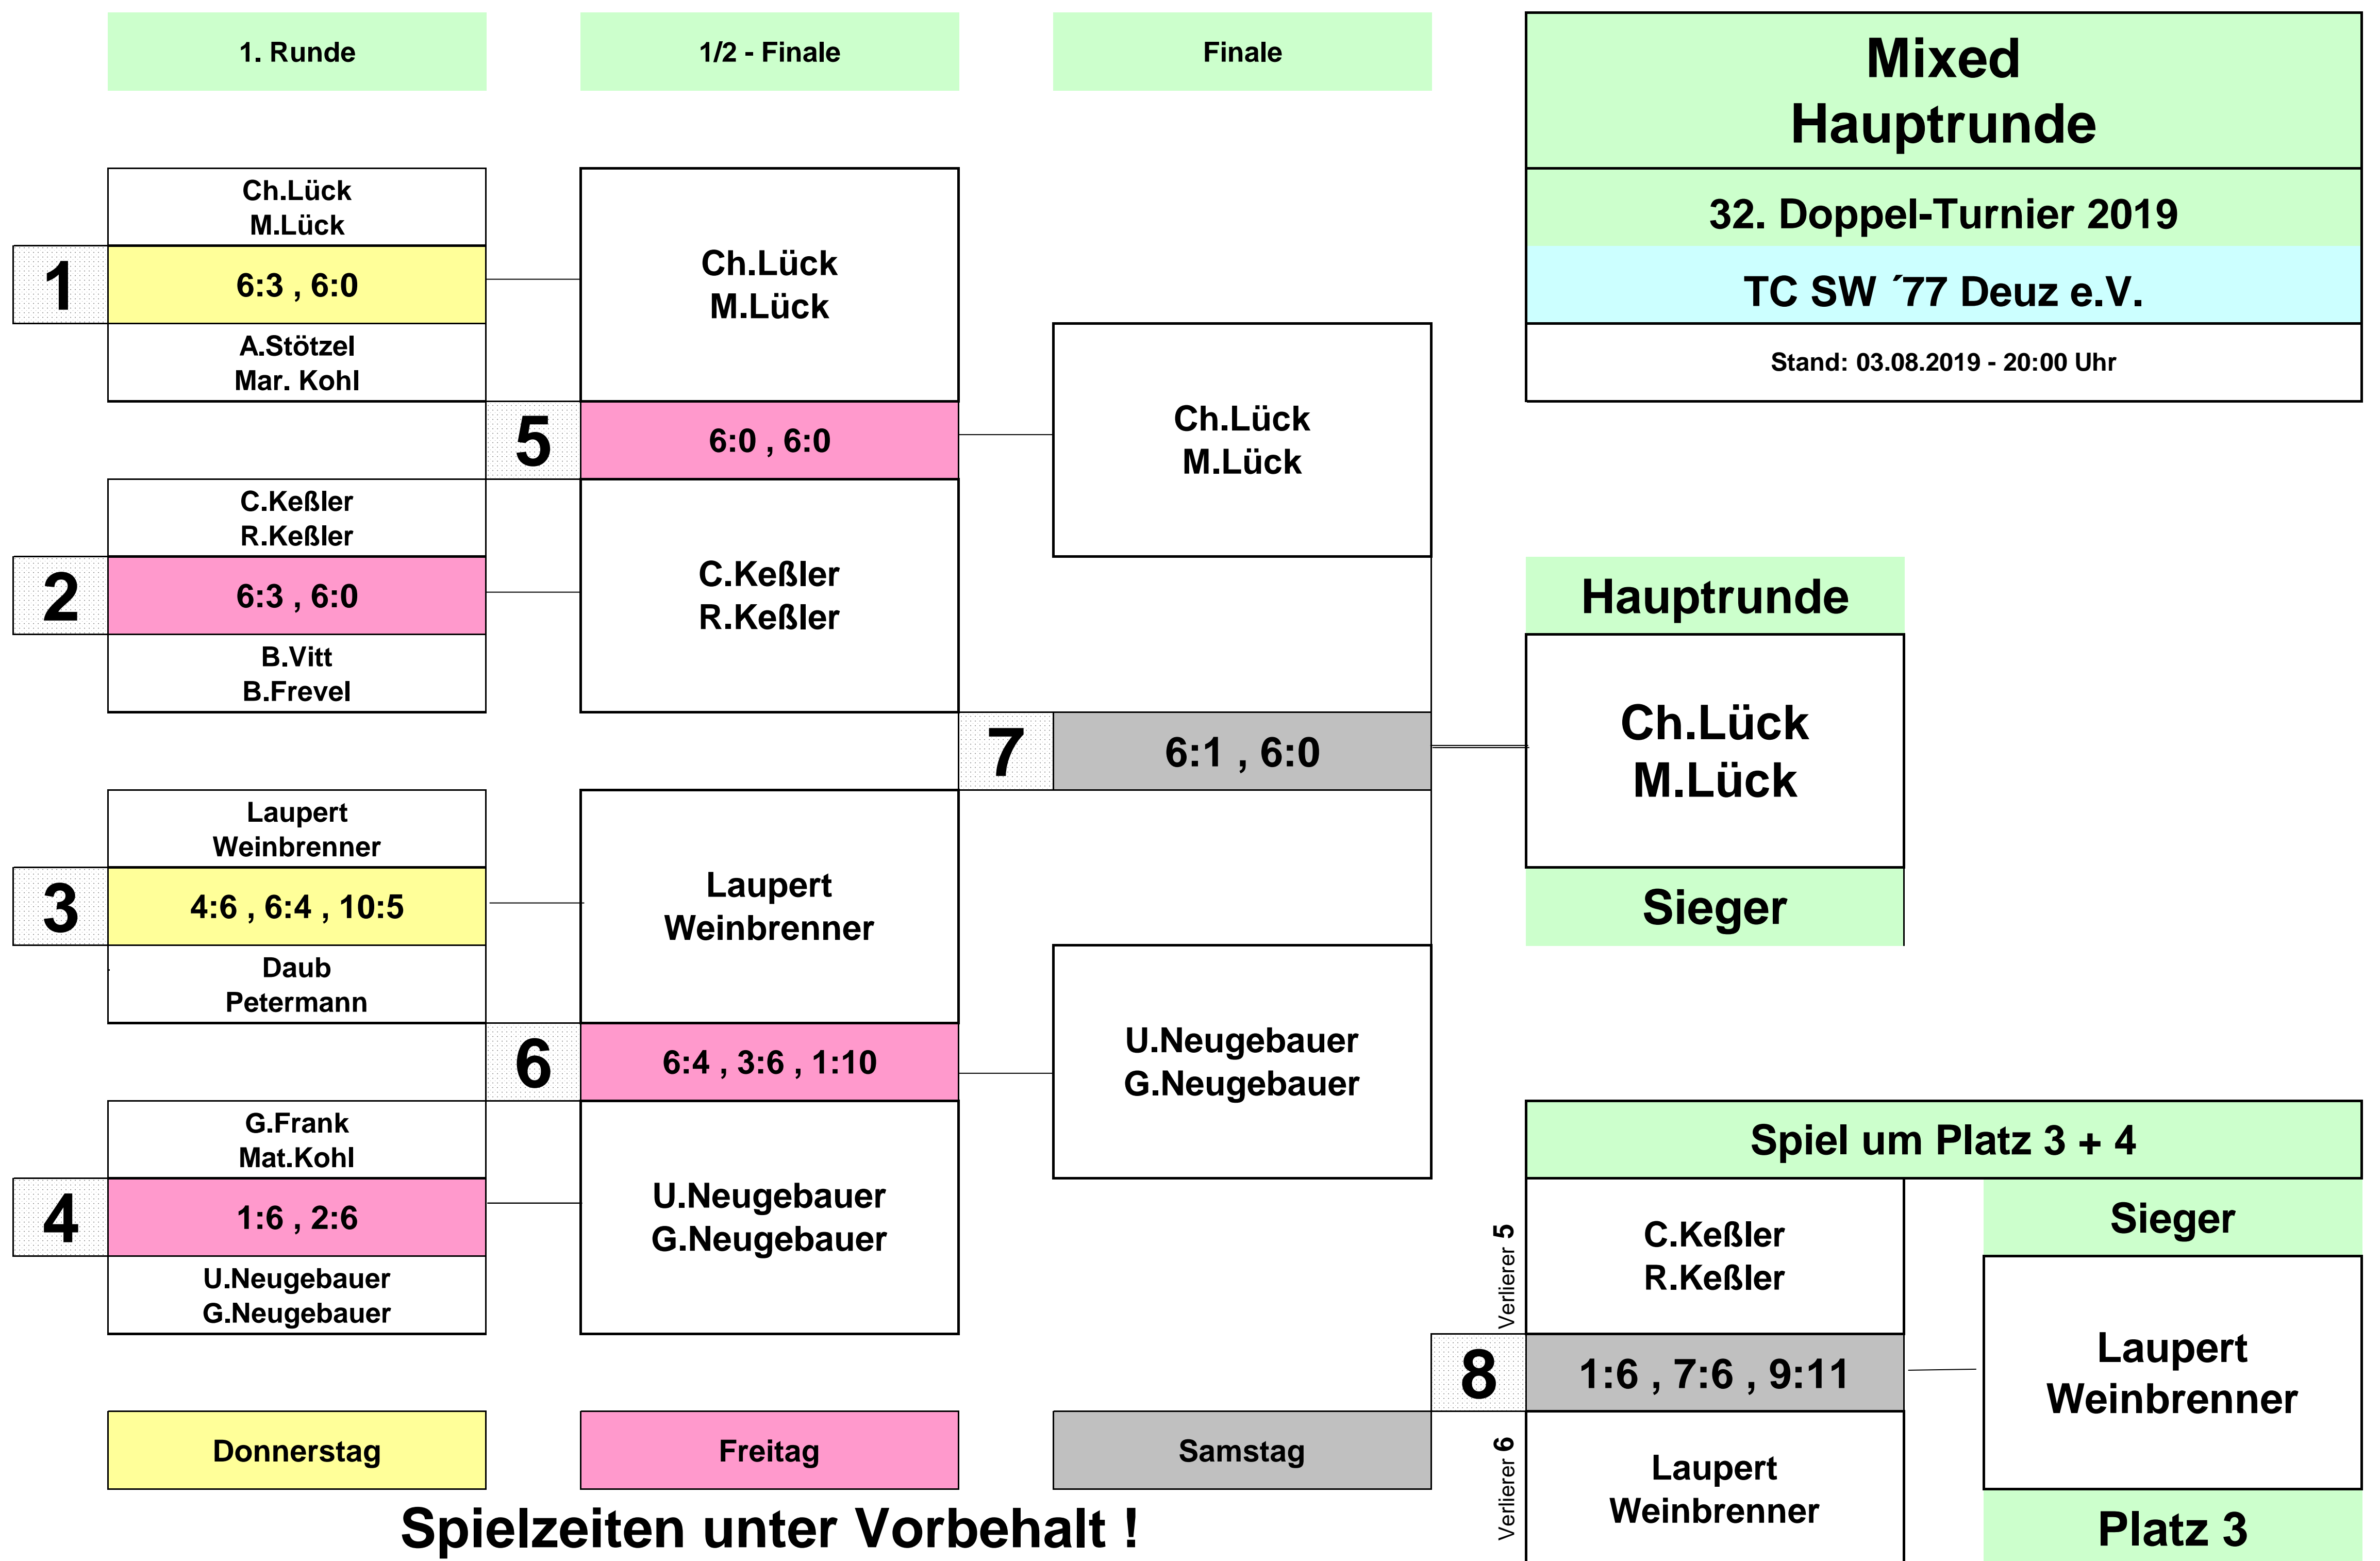 1. Runde
1/2 - Finale
Finale
Mixed
Hauptrunde
32. Doppel-Turnier 2019
TC SW ´77 Deuz e.V.
Stand: 03.08.2019 - 20:00 Uhr
Ch.Lück
M.Lück
1
6:3 , 6:0
A.Stötzel
Mar. Kohl
2
C.Keßler
R.Keßler
6:3 , 6:0
B.Vitt
B.Frevel
3
Laupert
Weinbrenner
4:6 , 6:4 , 10:5
Daub
Petermann
4
G.Frank
Mat.Kohl
1:6 , 2:6
U.Neugebauer
G.Neugebauer
Ch.Lück
M.Lück
5
6:0 , 6:0
C.Keßler
R.Keßler
Laupert
Weinbrenner
6
6:4 , 3:6 , 1:10
U.Neugebauer
G.Neugebauer
Ch.Lück
M.Lück
7
6:1 , 6:0
U.Neugebauer
G.Neugebauer
Hauptrunde
Ch.Lück
M.Lück
Sieger
Spiel um Platz 3 + 4
Verlierer 5
C.Keßler
R.Keßler
8
1:6 , 7:6 , 9:11
Verlierer 6
Laupert
Weinbrenner
Sieger
Laupert
Weinbrenner
Platz 3
Donnerstag
Freitag
Samstag
Spielzeiten unter Vorbehalt !